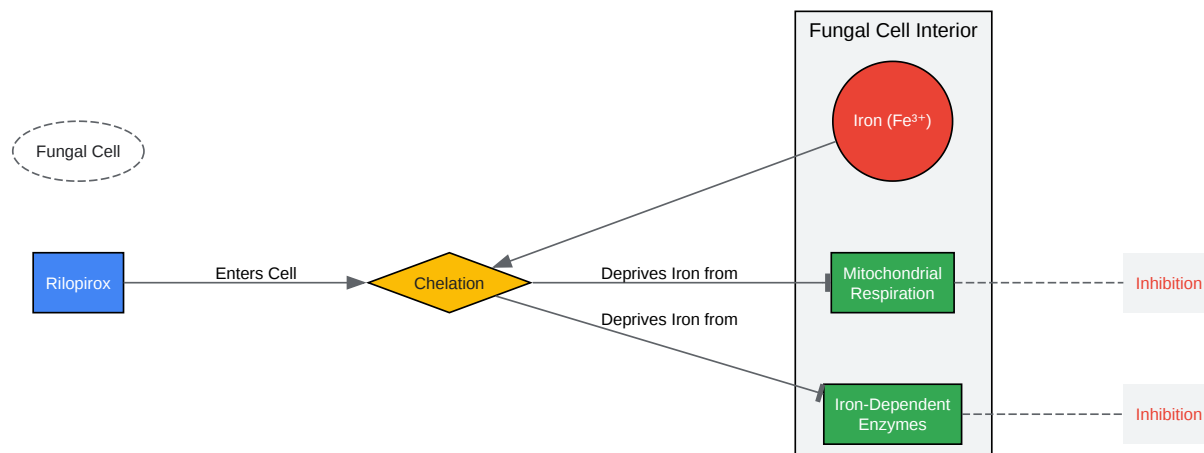 Fungal Cell Interior
Iron (Fe³⁺)
Fungal Cell
Rilopirox
Enters Cell
Chelation
Deprives Iron from
Mitochondrial
Respiration
Inhibition
Deprives Iron from
Iron-Dependent
Enzymes
Inhibition